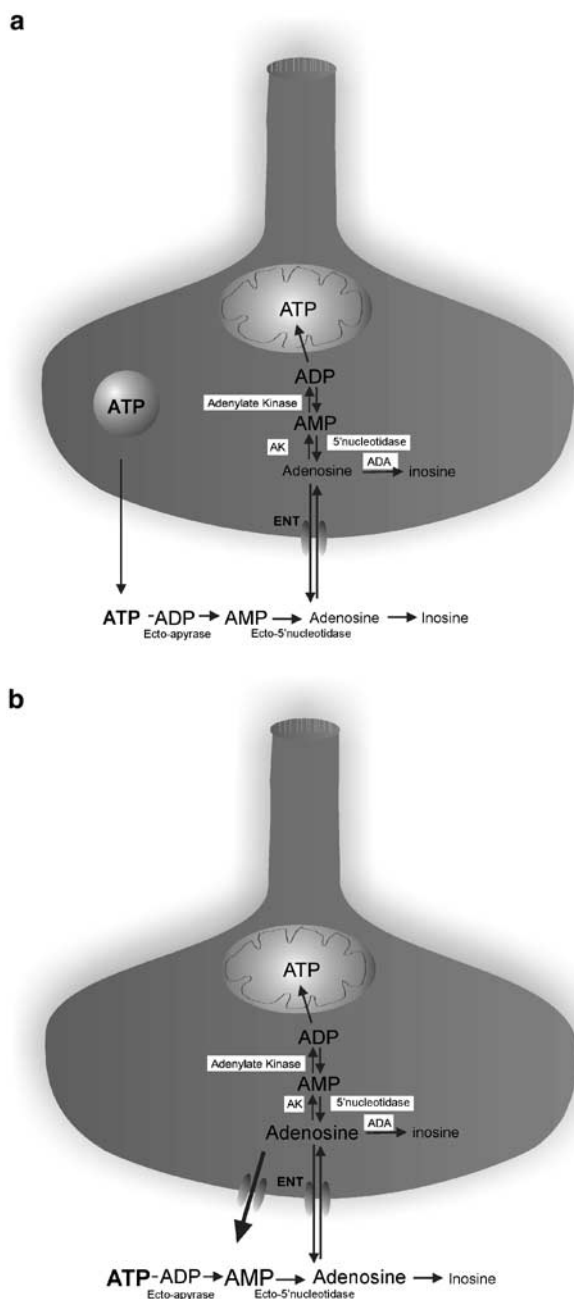 a
ATP
ADP
Adenylate Kinase
ATP
AMP
AK
5'nucleotidase
ADA
Adenosine
inosine
ENT
ATP -ADP AMP Adenosine Inosine
Ecto-apyrase Ecto-5'nucleotidase
b
ATP
ADP
Adenylate Kinase
AMP
AK
5'nucleotidase
ADA
Adenosine
inosine
ENT
ATP-ADP AMP Adenosine Inosine
Ecto-apyrase Ecto-5'nucleotidase